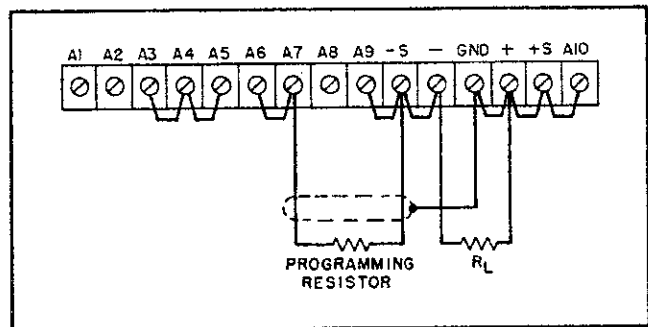 A1 A2 A3 A4 A5 A6 A7 A8 A9 -S - GND + +S A10
PROGRAMMING
RESISTOR
RL